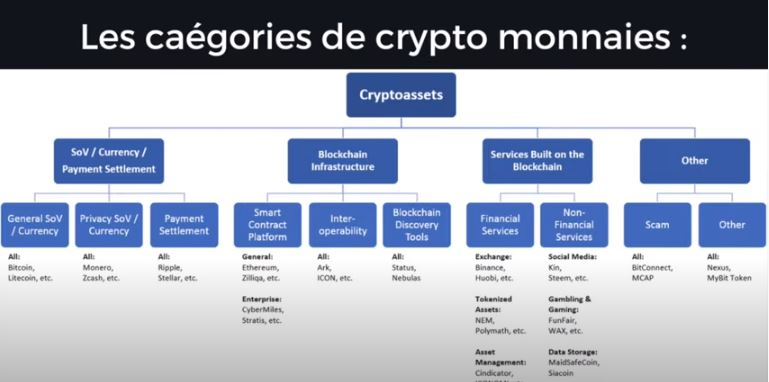 Les caégories de crypto monnaies :
Cryptoassets
SoV / Currency /
Payment Settlement
Blockchain
Infrastructure
Services Built on the
Blockchain
Other
General SoV
/ Currency
Privacy SoV /
Currency
Payment
Settlement
Smart
Contract
Platform
Inter-
operability
Blockchain
Discovery
Tools
Financial
Services
Non-
Financial
Services
Scam
Other
All:
Bitcoin,
Litecoin, etc.
All:
Monero,
Zcash, etc.
All:
Ripple,
Stellar, etc.
General:
Ethereum,
Zilliqa, etc.
Enterprise:
CyberMiles,
Stratis, etc.
All:
Ark,
ICON, etc.
All:
Status,
Nebulas
Exchange:
Binance,
Huobi, etc.
Tokenized
Assets:
NEM,
Polymath, etc.
Asset
Management:
Cindicator,
Social Media:
Kin,
Steem, etc.
Gambling &
Gaming:
FunFair,
WAX, etc.
Data Storage:
MaidSafeCoin,
Siacoin
All:
BitConnect,
MCAP
All:
Nexus,
MyBit Token